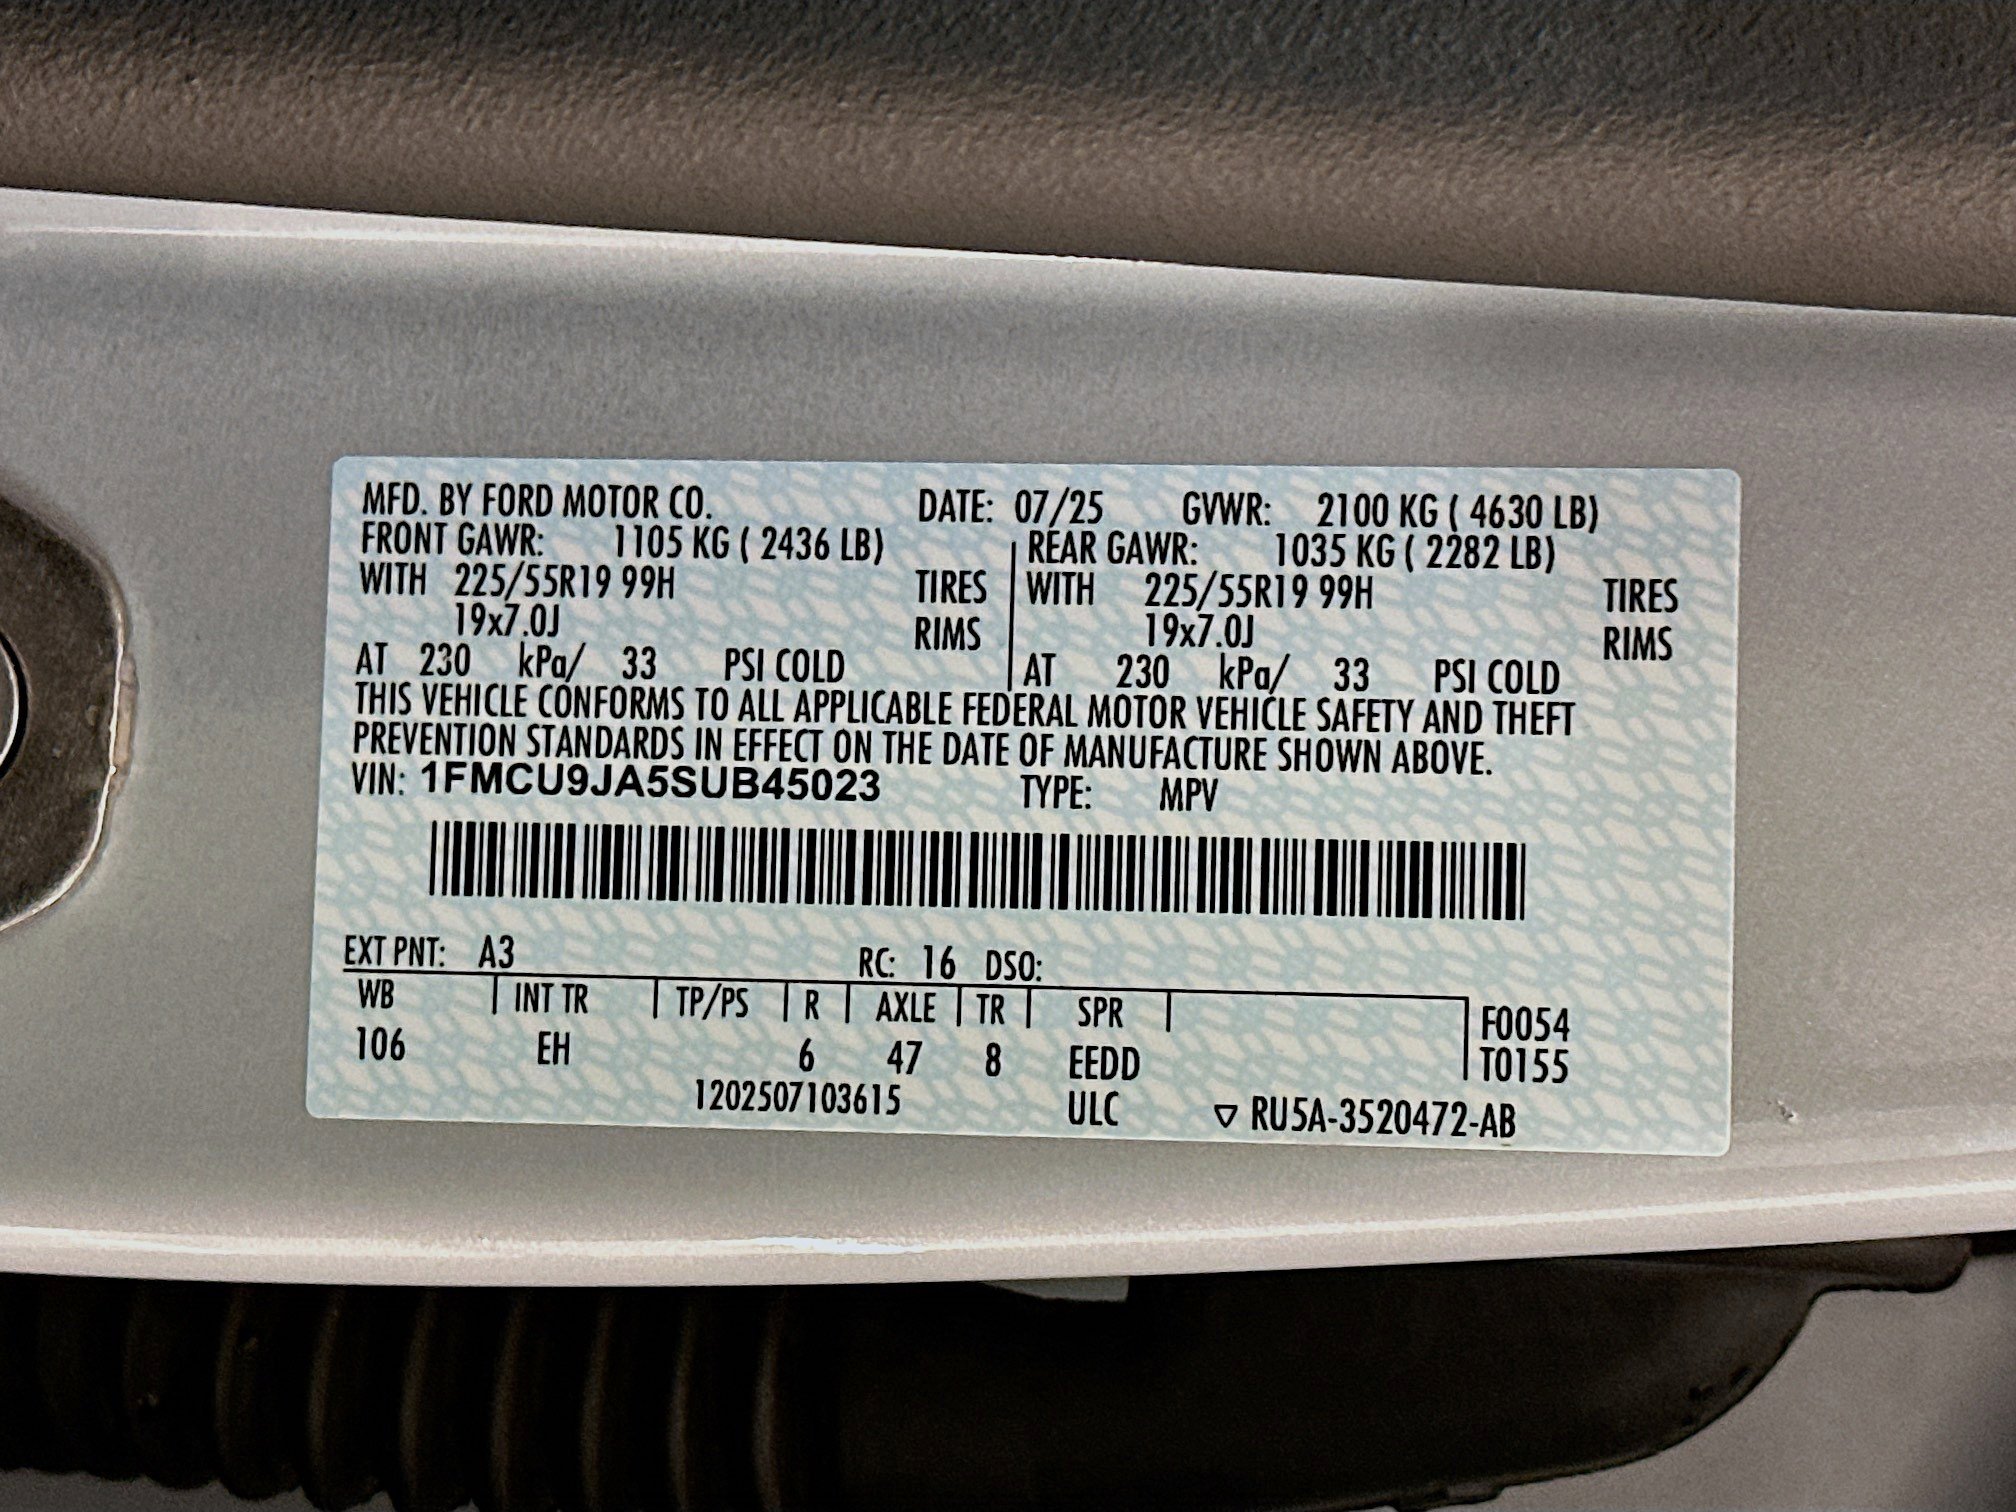 MFD. BY FORD MOTOR CO. DATE: 07/25 GVWR: 2100 KG ( 4630 LB)
FRONT GAWR: 1105 KG ( 2436 LB) REAR GAWR: 1035 KG ( 2282 LB)
WITH 225/55R19 99H TIRES WITH 225/55R19 99H TIRES
19x7.0J RIMS 19x7.0J RIMS
AT 230 kPa/ 33 PSI COLD AT 230 kPa/ 33 PSI COLD
THIS VEHICLE CONFORMS TO ALL APPLICABLE FEDERAL MOTOR VEHICLE SAFETY AND THEFT
PREVENTION STANDARDS IN EFFECT ON THE DATE OF MANUFACTURE SHOWN ABOVE.
VIN: 1FMCU9JA5SUB45023 TYPE: MPV
EXT PNT: A3 RC: 16 DSO:
WB INT TR TP/PS R AXLE TR SPR F0054
106 EH 6 47 8 EEDD T0155
1202507103615 ULC ▽ RU5A-3520472-AB